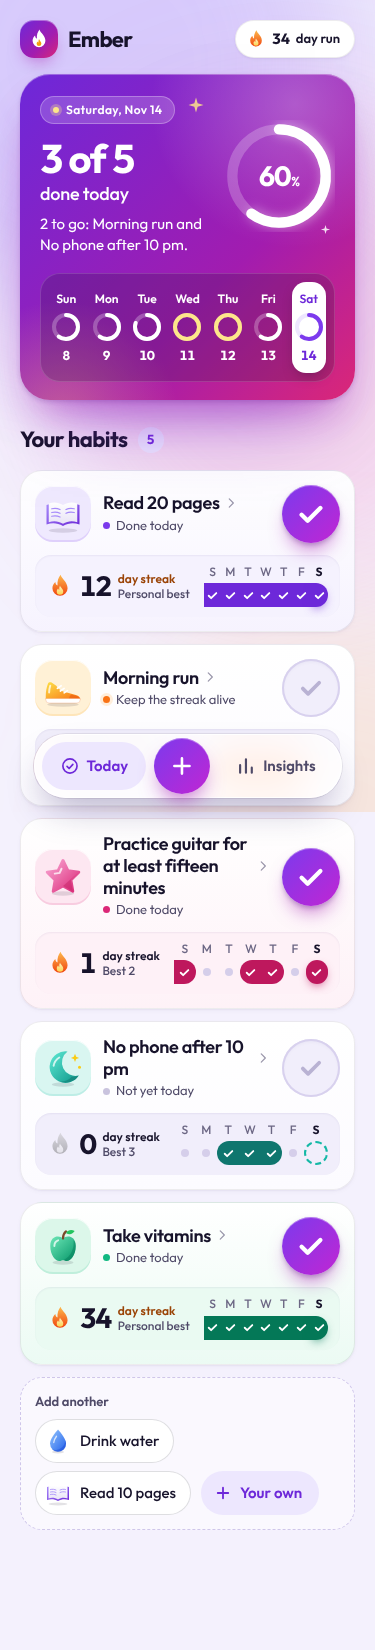 Ember
34 day run
Saturday, Nov 14
3 of 5
done today
2 to go: Morning run and
No phone after 10 pm.
60%
Sun Mon Tue Wed Thu Fri Sat
8 9 10 11 12 13 14
Your habits 5
Read 20 pages
Done today
12 day streak
Personal best
S M T W T F S
Morning run
Keep the streak alive
Today
Insights
Practice guitar for
at least fifteen
minutes
Done today
1 day streak
Best 2
S M T W T F S
No phone after 10
pm
Not yet today
0 day streak
Best 3
S M T W T F S
Take vitamins
Done today
34 day streak
Personal best
S M T W T F S
Add another
Drink water
Read 10 pages
Your own